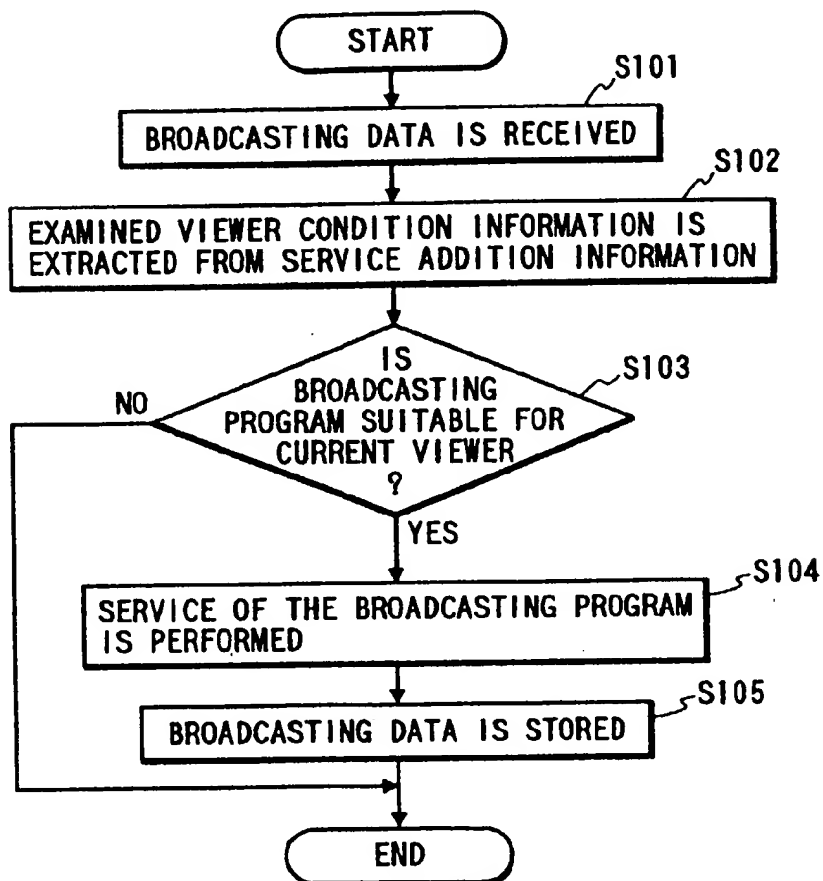 START
S101
BROADCASTING DATA IS RECEIVED
S102
EXAMINED VIEWER CONDITION INFORMATION IS
EXTRACTED FROM SERVICE ADDITION INFORMATION
IS
BROADCASTING
PROGRAM SUITABLE FOR
CURRENT VIEWER
?
S103
NO
YES
S104
SERVICE OF THE BROADCASTING PROGRAM
IS PERFORMED
S105
BROADCASTING DATA IS STORED
END